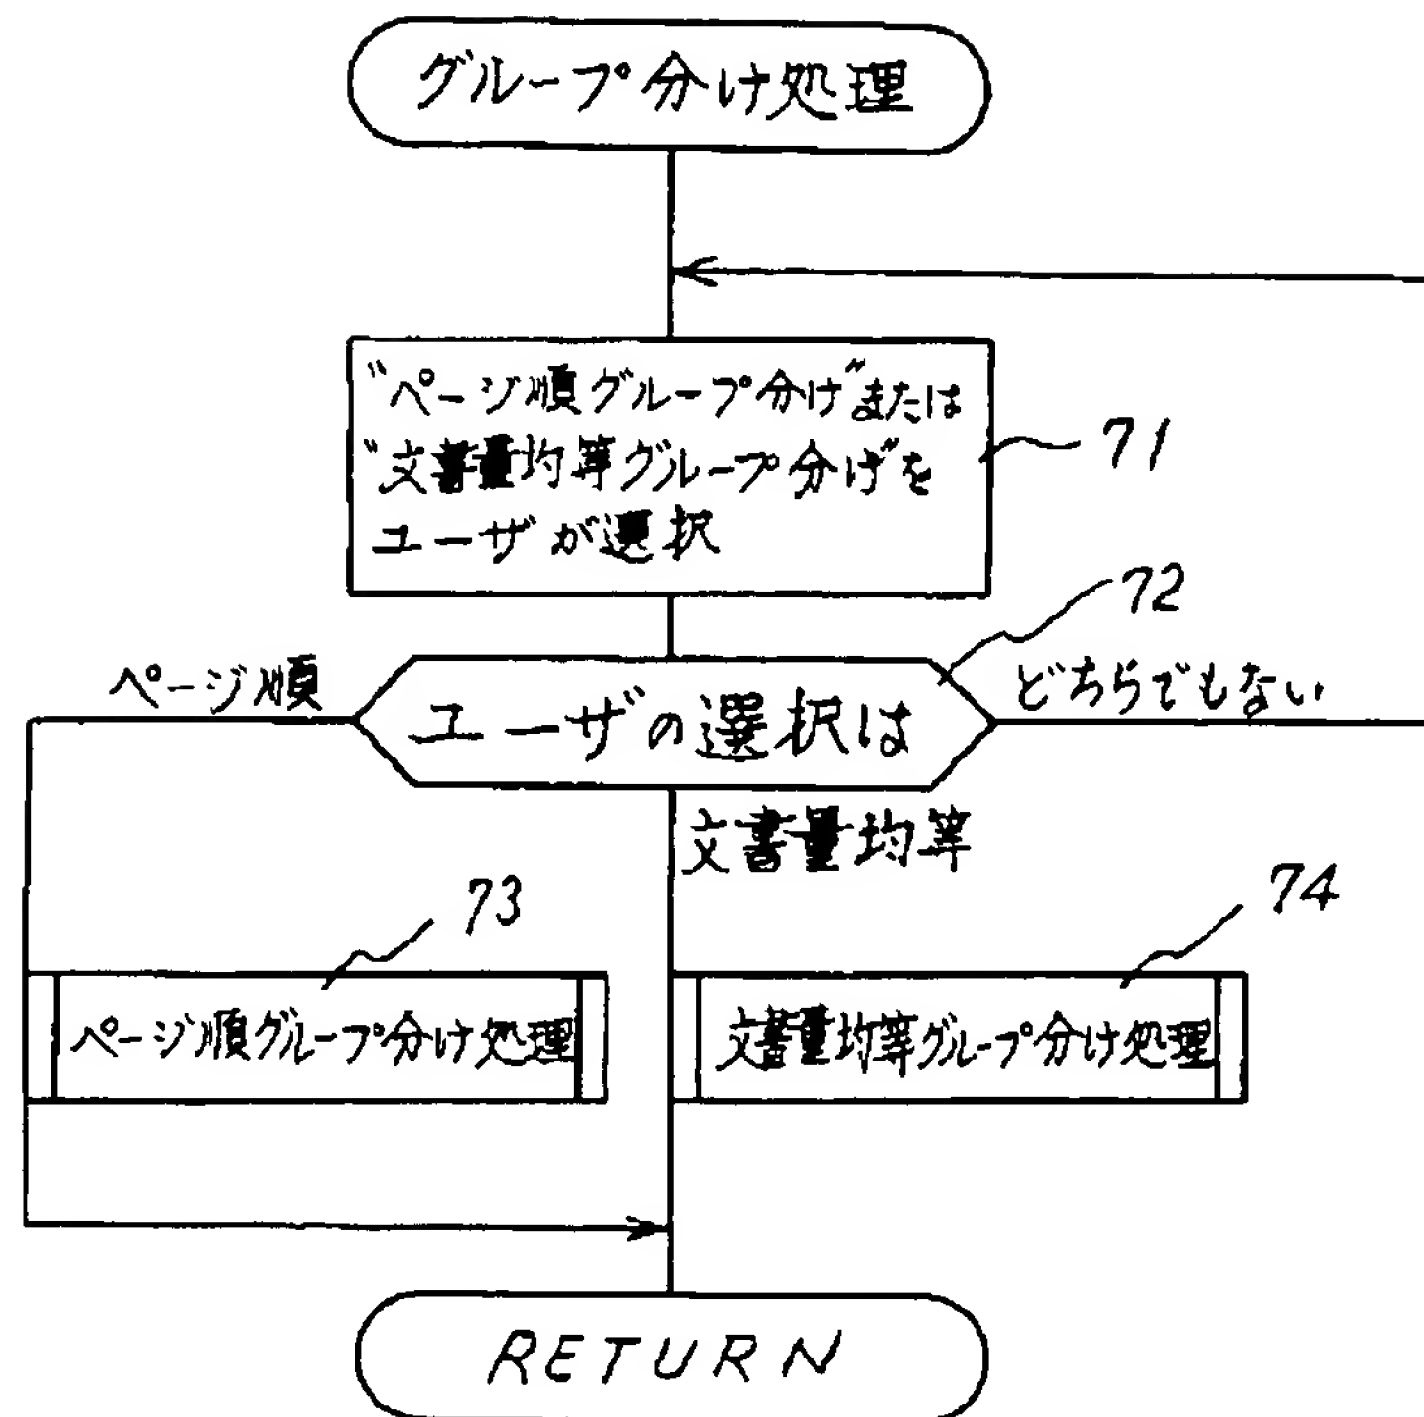 グループ分け処理
"ページ順グループ分け"または
"文書量均等グループ分け"を
ユーザが選択
71
72
ページ順
ユーザの選択は
どちらでもない
文書量均等
73
74
ページ順グループ分け処理
文書量均等グループ分け処理
RETURN